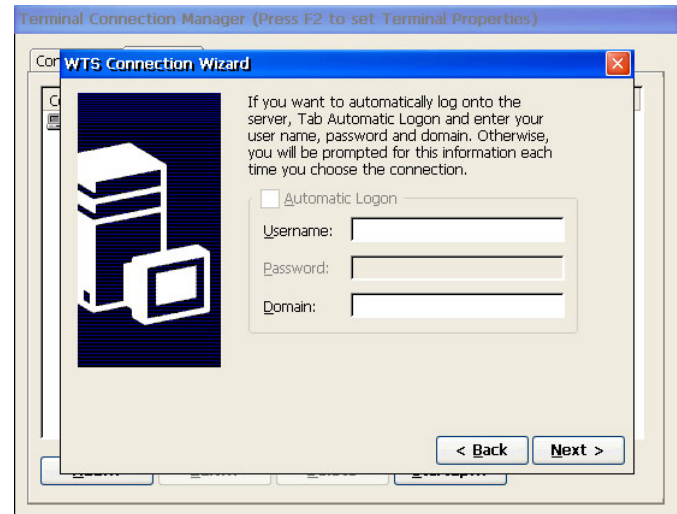 Terminal Connection Manager (Press F2 to set Terminal Properties)
WTS Connection Wizard
If you want to automatically log onto the
server, Tab Automatic Logon and enter your
user name, password and domain. Otherwise,
you will be prompted for this information each
time you choose the connection.
Automatic Logon
Username:
Password:
Domain:
< Back Next >